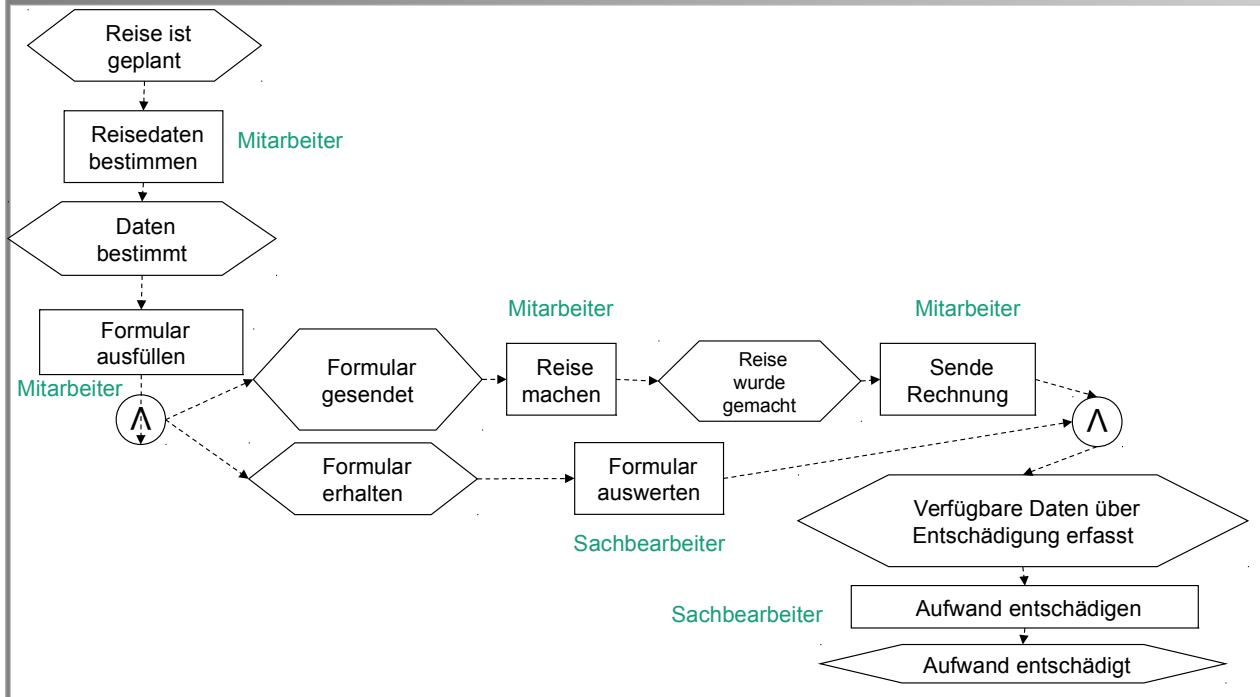 Reise ist
geplant
Reisedaten
bestimmen
Mitarbeiter
Daten
bestimmt
Formular
ausfüllen
Mitarbeiter
Λ
Formular
gesendet
Mitarbeiter
Reise
machen
Reise
wurde
gemacht
Mitarbeiter
Sende
Rechnung
Λ
Formular
erhalten
Formular
auswerten
Sachbearbeiter
Verfügbare Daten über
Entschädigung erfasst
Sachbearbeiter
Aufwand entschädigen
Aufwand entschädigt